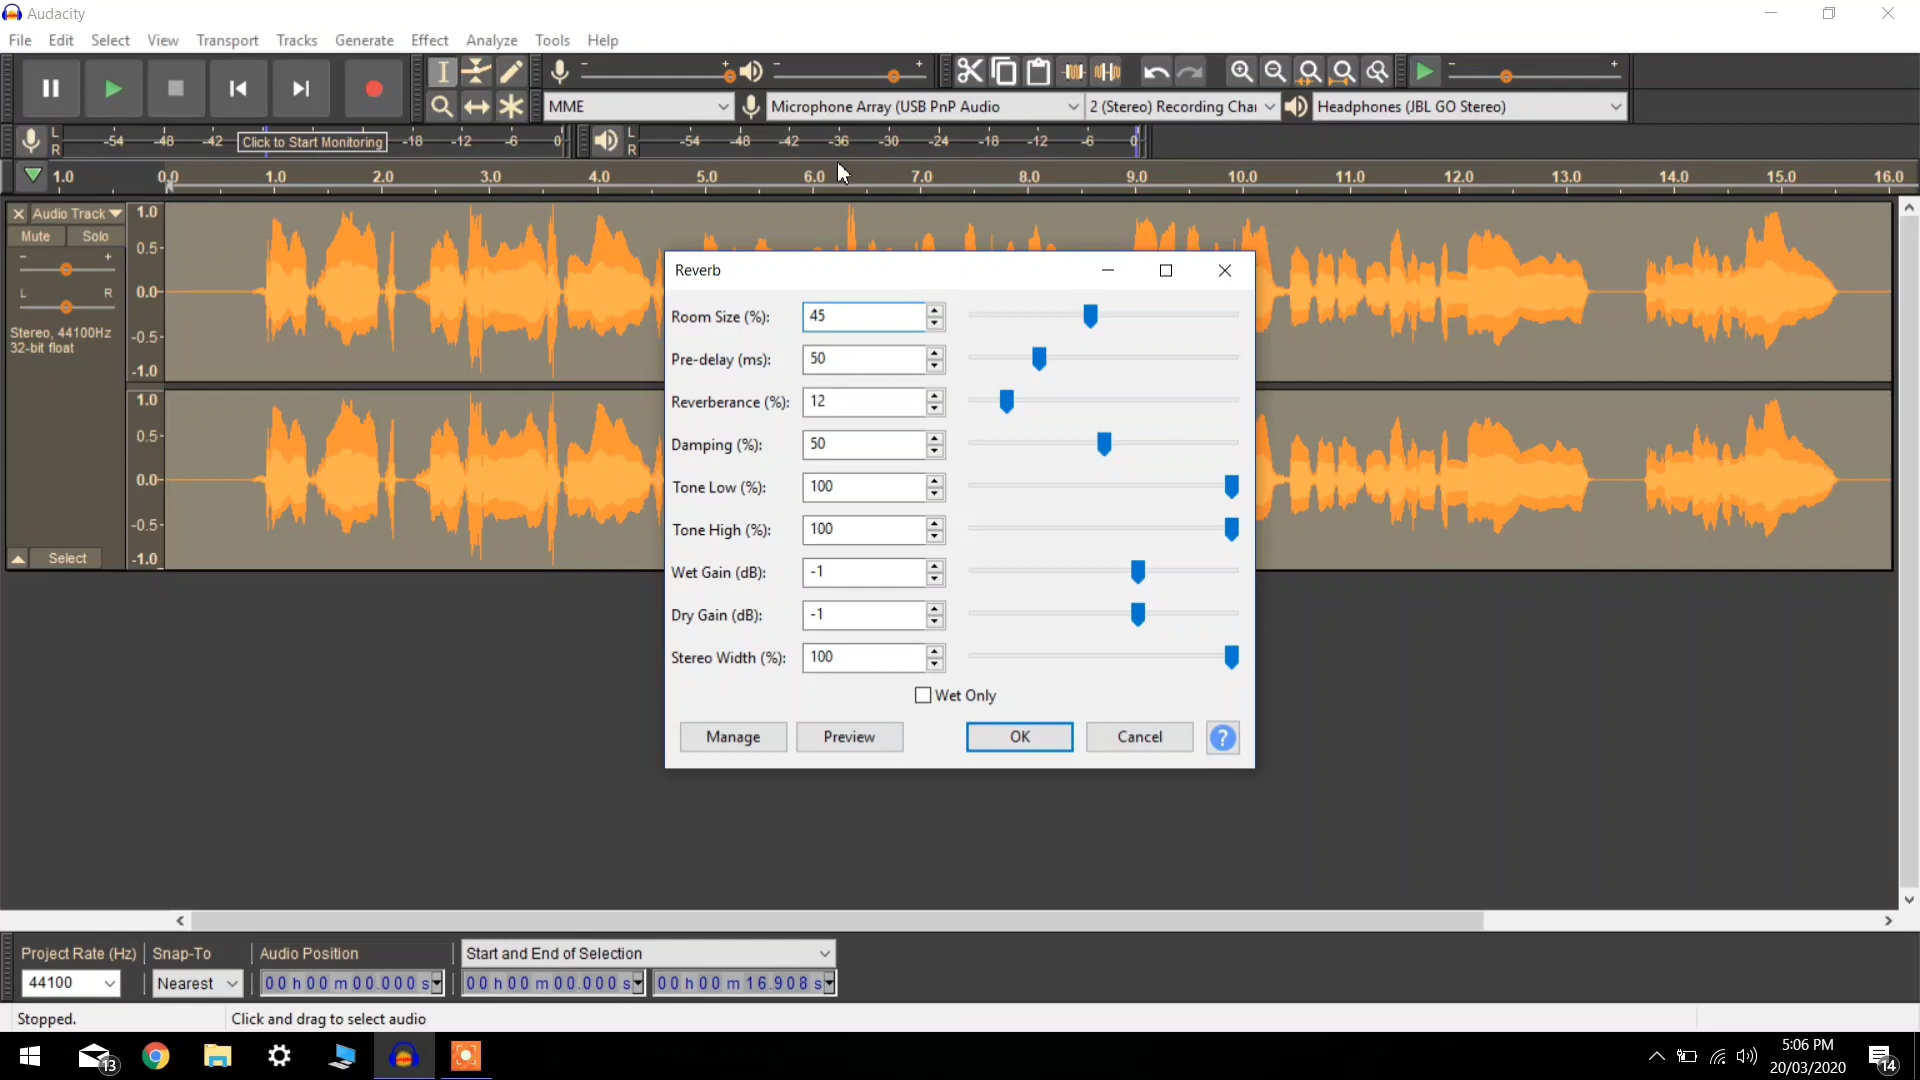 Audacity
File Edit Select View Transport Tracks Generate Effect Analyze Tools Help
MME Microphone Array (USB PnP Audio 2 (Stereo) Recording Chai Headphones (JBL GO Stereo)
L R -54 -48 -42 Click to Start Monitoring -18 -12 -6 0 L R -54 -48 -42 -36 -30 -24 -18 -12 -6 0
1.0 0.0 1.0 2.0 3.0 4.0 5.0 6.0 7.0 8.0 9.0 10.0 11.0 12.0 13.0 14.0 15.0 16.0
Audio Track 1.0
Mute Solo 0.5-
- +
L R 0.0-
Stereo, 44100Hz -0.5-
32-bit float
-1.0
1.0
0.5-
0.0-
-0.5-
Select -1.0
Reverb
Room Size (%): 45
Pre-delay (ms): 50
Reverberance (%): 12
Damping (%): 50
Tone Low (%): 100
Tone High (%): 100
Wet Gain (dB): -1
Dry Gain (dB): -1
Stereo Width (%): 100
Wet Only
Manage Preview OK Cancel ?
Project Rate (Hz) Snap-To Audio Position Start and End of Selection
44100 Nearest 00 h 00 m 00.000 s 00 h 00 m 00.000 s 00 h 00 m 16.908 s
Stopped. Click and drag to select audio
13 5:06 PM
20/03/2020 14